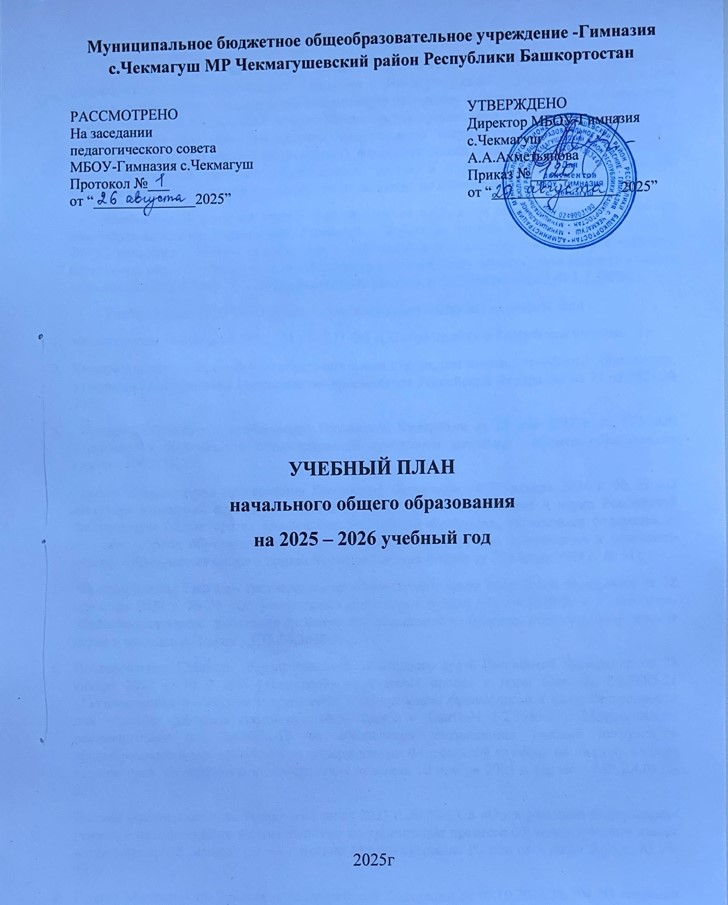 Муниципальное бюджетное общеобразовательное учреждение -Гимназия
с.Чекмагуш МР Чекмагушевский район Республики Башкортостан
РАССМОТРЕНО
На заседании
педагогического совета
МБОУ-Гимназия с.Чекмагуш
Протокол № 1
от “ 26 августа 2025”
УТВЕРЖДЕНО
Директор МБОУ-Гимназия
с.Чекмагуш
А.А.Ахметьянова
Приказ №
от “ августа 2025”
УЧЕБНЫЙ ПЛАН
начального общего образования
на 2025 – 2026 учебный год
2025г